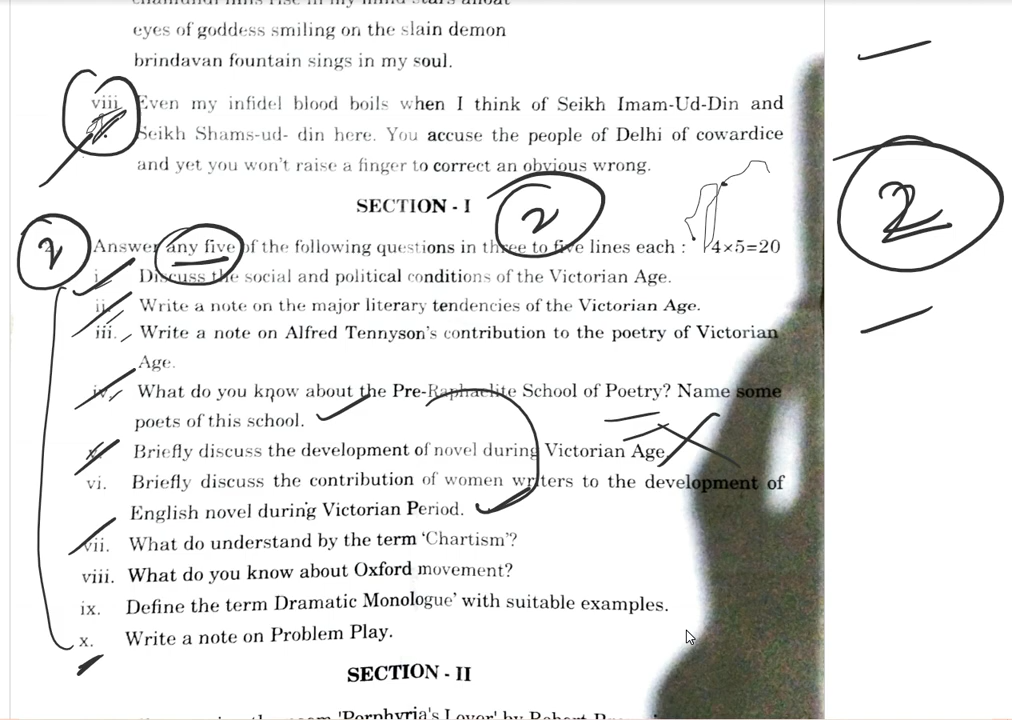 eyes of goddess smiling on the slain demon
brindavan fountain sings in my soul.
viii. Even my infidel blood boils when I think of Seikh Imam-Ud-Din and
Seikh Shams-ud- din here. You accuse the people of Delhi of cowardice
and yet you won't raise a finger to correct an obvious wrong.
SECTION - I
2
2
2
Answer any five of the following questions in three to five lines each : 4×5=20
i. Discuss the social and political conditions of the Victorian Age.
ii. Write a note on the major literary tendencies of the Victorian Age.
iii. Write a note on Alfred Tennyson's contribution to the poetry of Victorian
Age.
iv. What do you know about the Pre-Raphaelite School of Poetry? Name some
poets of this school.
v. Briefly discuss the development of novel during Victorian Age.
vi. Briefly discuss the contribution of women writers to the development of
English novel during Victorian Period.
vii. What do understand by the term 'Chartism'?
viii. What do you know about Oxford movement?
ix. Define the term Dramatic Monologue' with suitable examples.
x. Write a note on Problem Play.
SECTION - II
'Porphyria's Lover' by